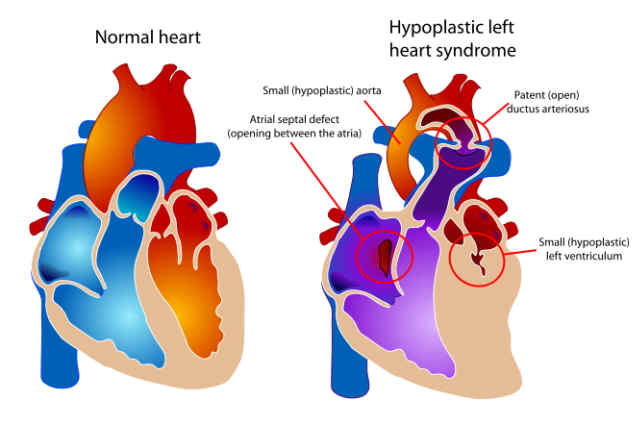 Normal heart
Hypoplastic left
heart syndrome
Small (hypoplastic) aorta
Patent (open)
ductus arteriosus
Atrial septal defect
(opening between the atria)
Small (hypoplastic)
left ventriculum